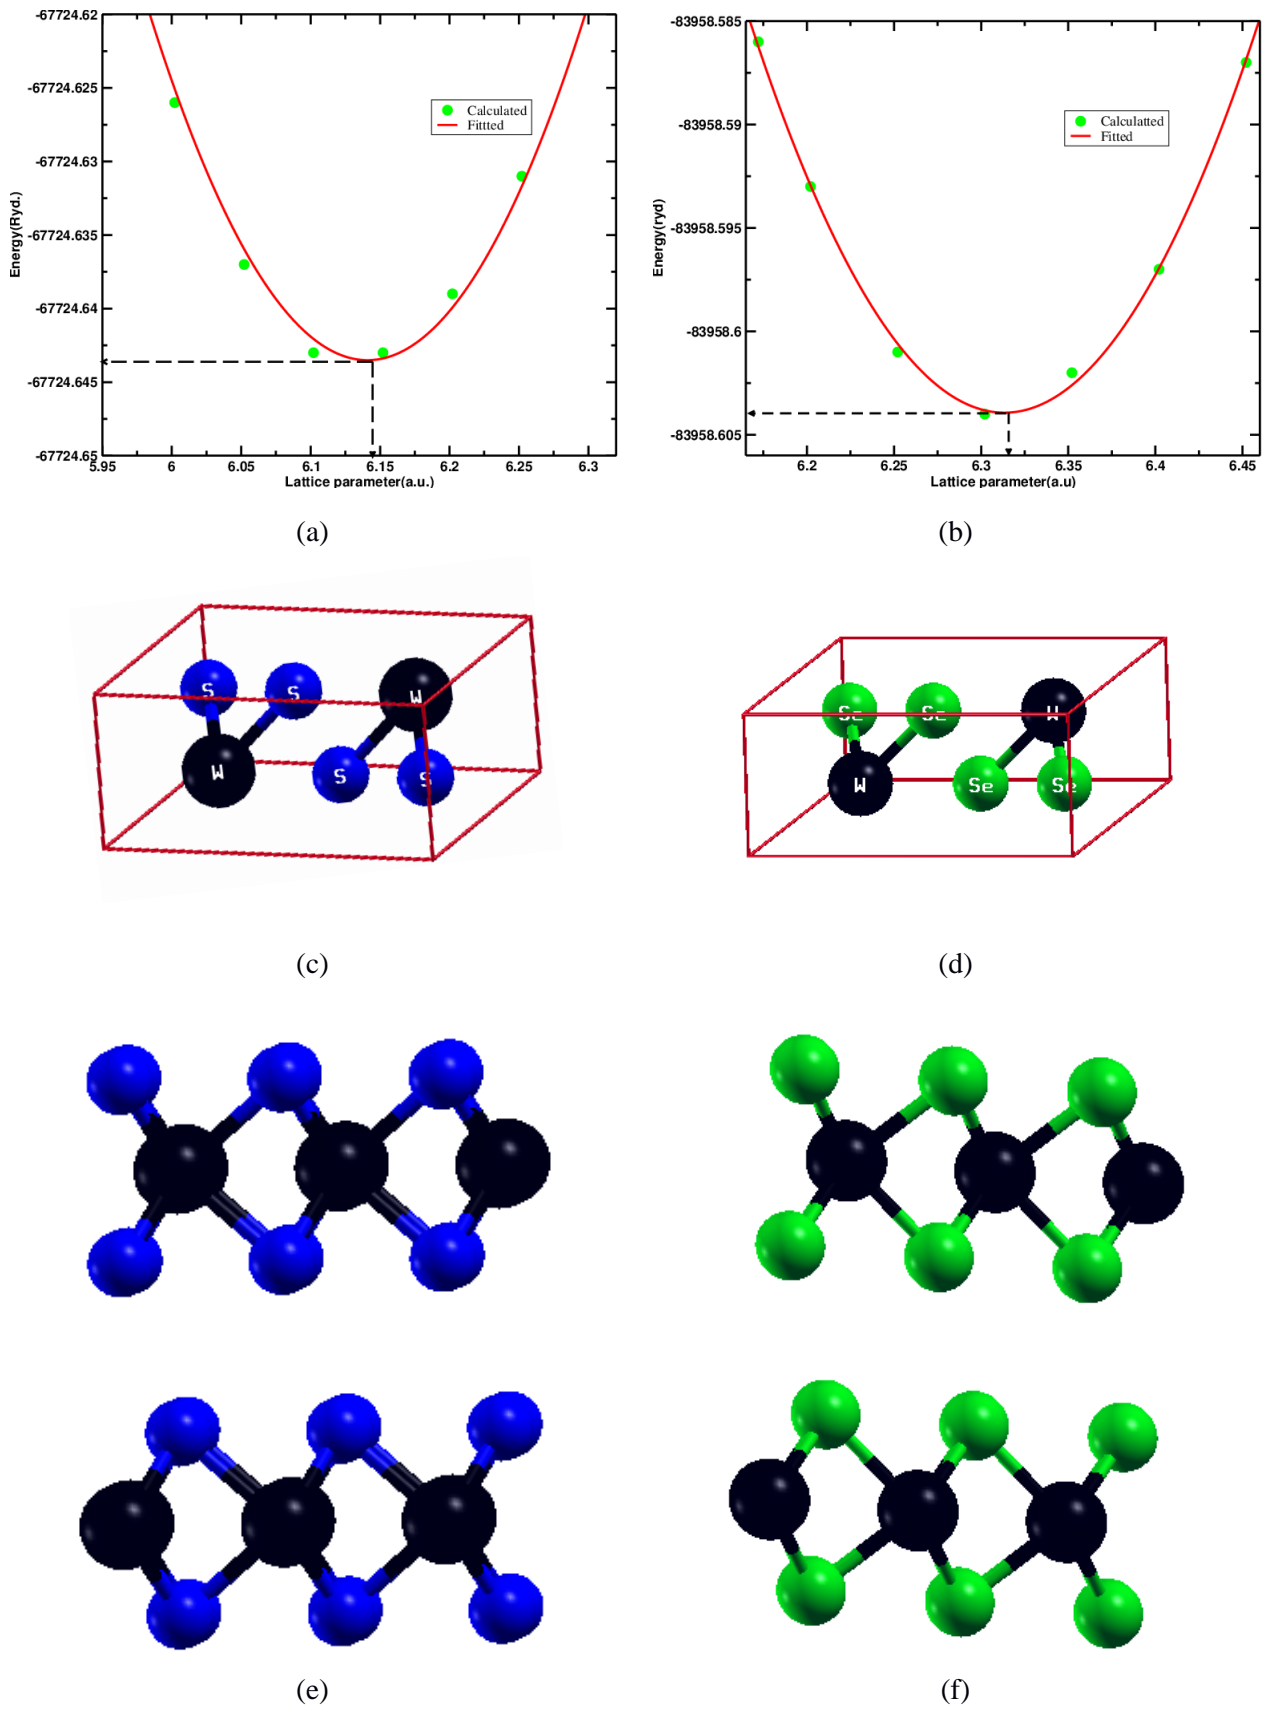 -67724.62
-67724.625
-67724.63
-67724.635
-67724.64
-67724.645
-67724.65
Energy(Ryd.)
Calculated
Fittted
5.95 6 6.05 6.1 6.15 6.2 6.25 6.3
Lattice parameter(a.u.)
(a)
-83958.585
-83958.59
-83958.595
-83958.6
-83958.605
Energy(ryd)
Calculatted
Fitted
6.2 6.25 6.3 6.35 6.4 6.45
Lattice parameter(a.u)
(b)
S S W
W S S
(c)
Se Se W
W Se Se
(d)
(e)
(f)